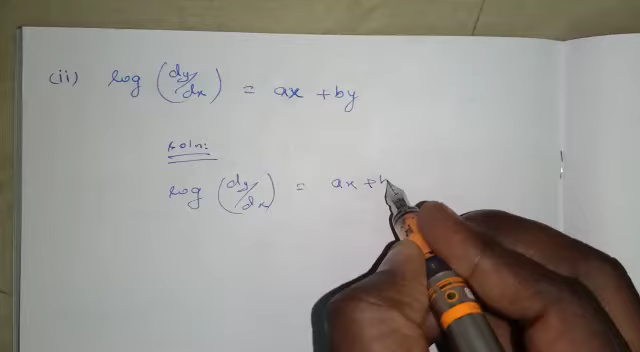 (ii) log (dy/dx) = ax + by
soln:
log (dy/dx) = ax + b